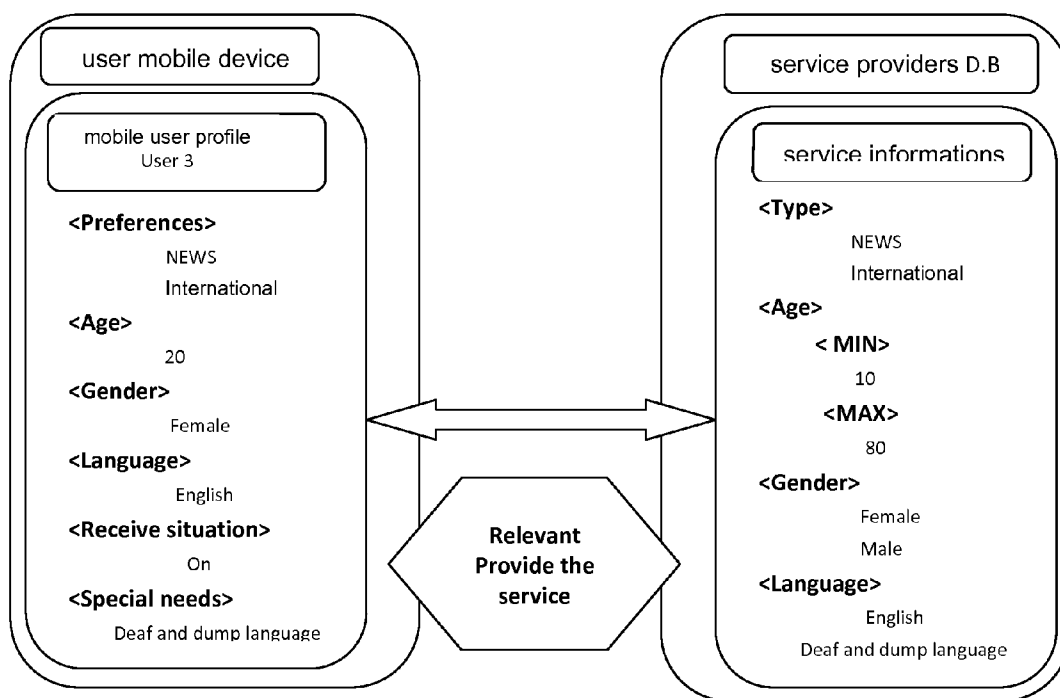 user mobile device
mobile user profile
User 3
<Preferences>
NEWS
International
<Age>
20
<Gender>
Female
<Language>
English
<Receive situation>
On
<Special needs>
Deaf and dump language
Relevant
Provide the
service
service providers D.B
service informations
<Type>
NEWS
International
<Age>
< MIN>
10
<MAX>
80
<Gender>
Female
Male
<Language>
English
Deaf and dump language